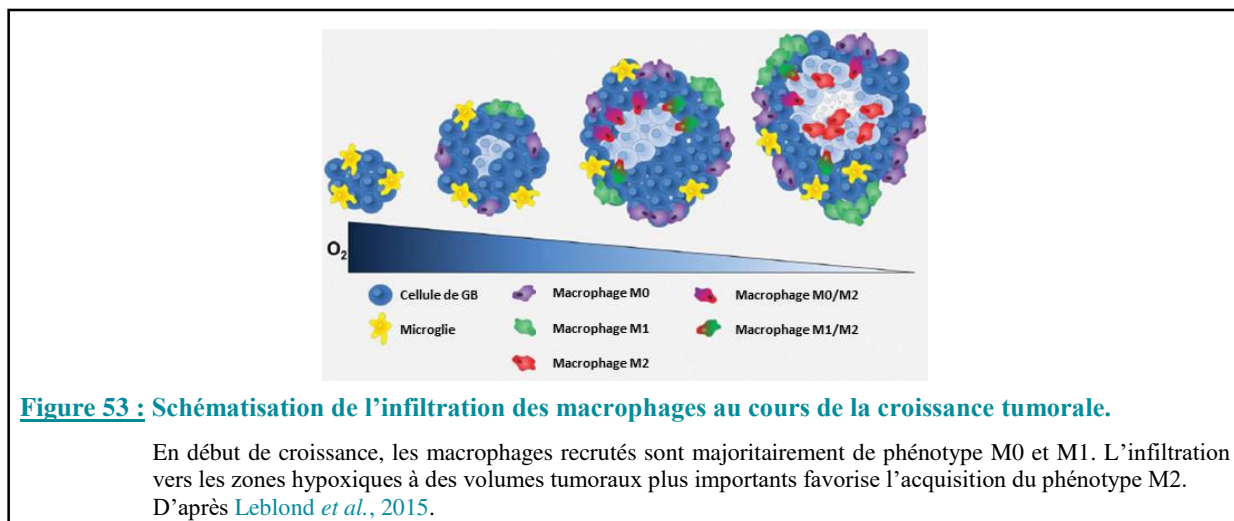 O2
Cellule de GB
Macrophage M0
Macrophage M0/M2
Microglie
Macrophage M1
Macrophage M1/M2
Macrophage M2
Figure 53 : Schématisation de l’infiltration des macrophages au cours de la croissance tumorale.
En début de croissance, les macrophages recrutés sont majoritairement de phénotype M0 et M1. L’infiltration
vers les zones hypoxiques à des volumes tumoraux plus importants favorise l’acquisition du phénotype M2.
D’après Leblond et al., 2015.